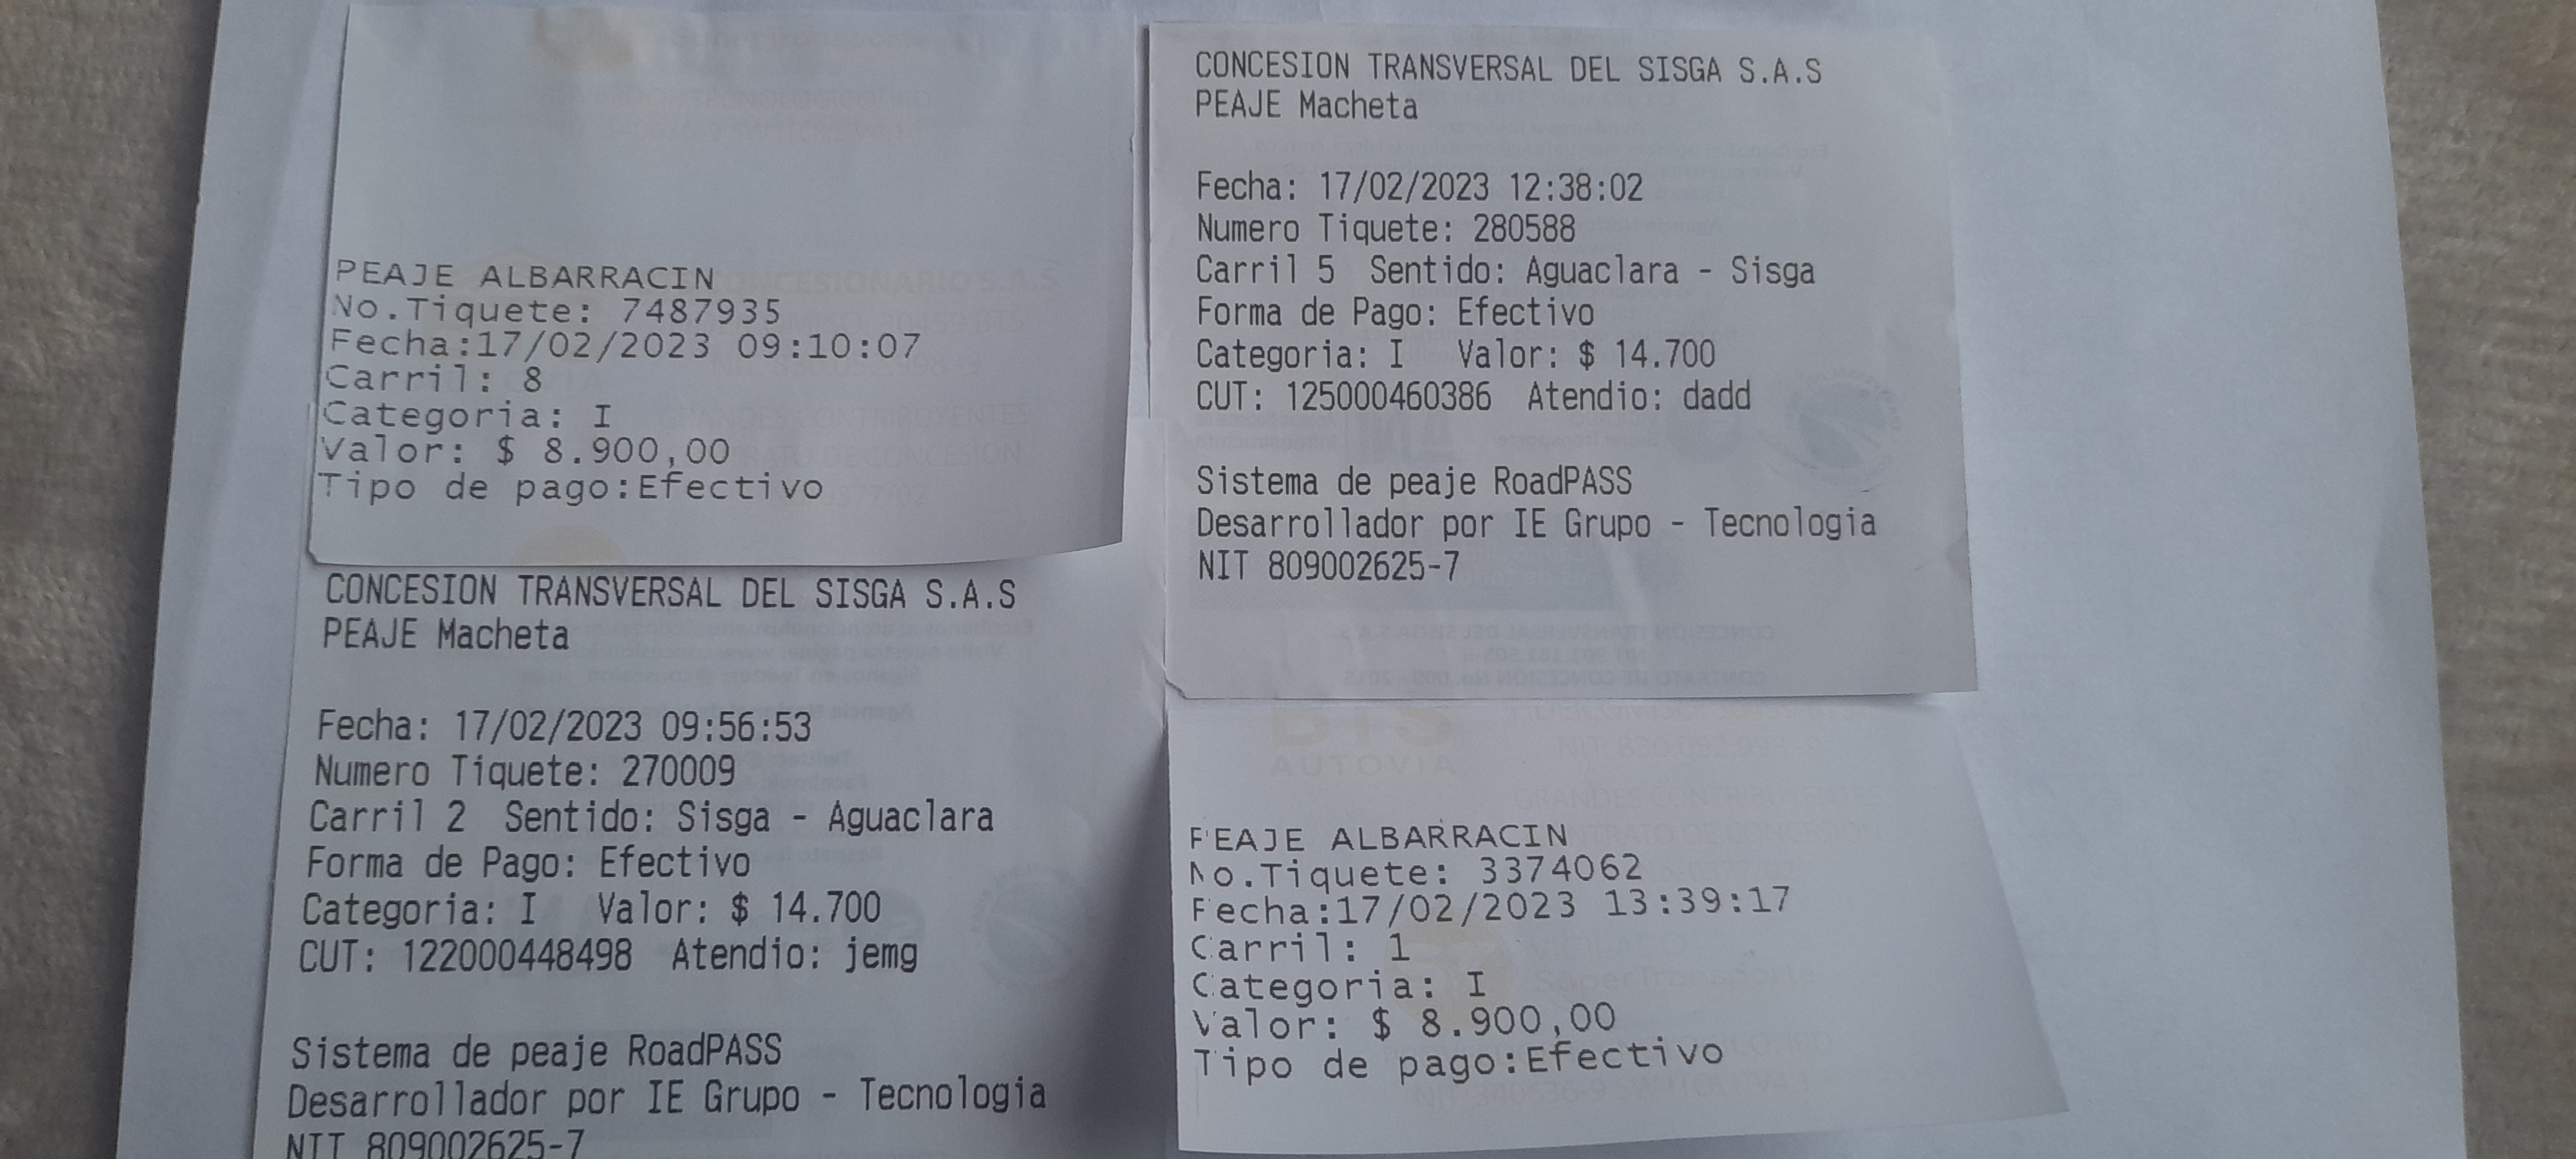 PEAJE ALBARRACIN
No.Tiquete: 7487935
Fecha:17/02/2023 09:10:07
Carril: 8
Categoria: I
Valor: $ 8.900,00
Tipo de pago:Efectivo
CONCESION TRANSVERSAL DEL SISGA S.A.S
PEAJE Macheta
Fecha: 17/02/2023 09:56:53
Numero Tiquete: 270009
Carril 2 Sentido: Sisga - Aguaclara
Forma de Pago: Efectivo
Categoria: I Valor: $ 14.700
CUT: 122000448498 Atendio: jemg
Sistema de peaje RoadPASS
Desarrollador por IE Grupo - Tecnologia
NIT 809002625-7
CONCESION TRANSVERSAL DEL SISGA S.A.S
PEAJE Macheta
Fecha: 17/02/2023 12:38:02
Numero Tiquete: 280588
Carril 5 Sentido: Aguaclara - Sisga
Forma de Pago: Efectivo
Categoria: I Valor: $ 14.700
CUT: 125000460386 Atendio: dadd
Sistema de peaje RoadPASS
Desarrollador por IE Grupo - Tecnologia
NIT 809002625-7
PEAJE ALBARRACIN
No.Tiquete: 3374062
Fecha:17/02/2023 13:39:17
Carril: 1
Categoria: I
Valor: $ 8.900,00
Tipo de pago:Efectivo